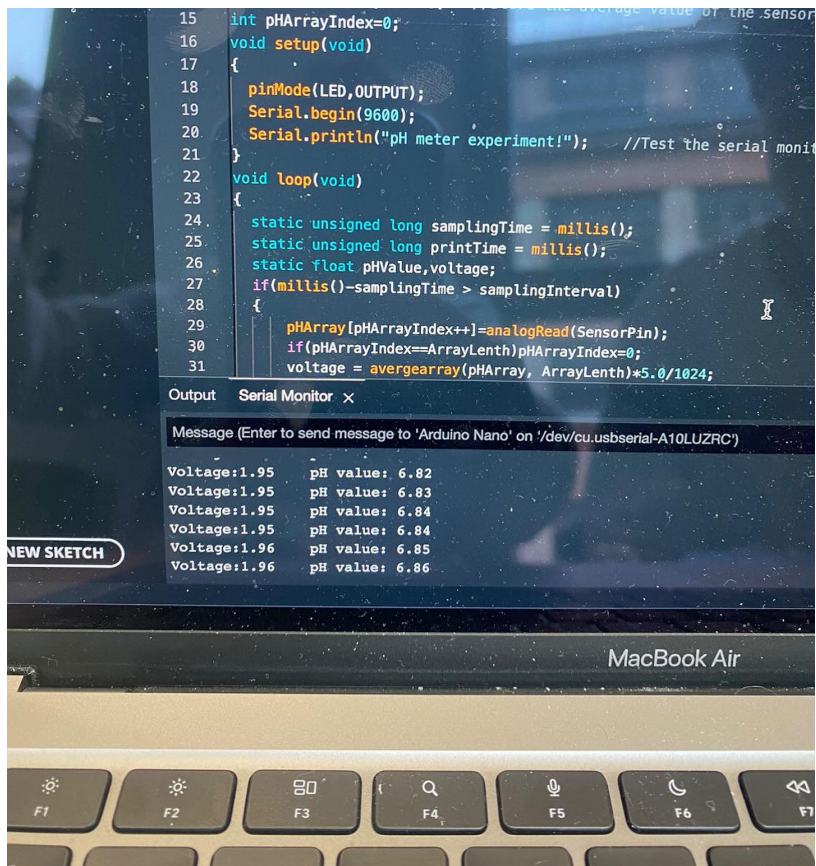 15 int pHArrayIndex=0; the average value of the sensor
16 void setup(void)
17 {
18 pinMode(LED,OUTPUT);
19 Serial.begin(9600);
20 Serial.println("pH meter experiment!"); //Test the serial monit
21 }
22 void loop(void)
23 {
24 static unsigned long samplingTime = millis();
25 static unsigned long printTime = millis();
26 static float pHValue,voltage;
27 if(millis()-samplingTime > samplingInterval)
28 {
29 pHArray[pHArrayIndex++]=analogRead(SensorPin);
30 if(pHArrayIndex==ArrayLenth)pHArrayIndex=0;
31 voltage = avergearray(pHArray, ArrayLenth)*5.0/1024;
Output Serial Monitor ×
Message (Enter to send message to 'Arduino Nano' on '/dev/cu.usbserial-A10LUZRC')
Voltage:1.95 pH value: 6.82
Voltage:1.95 pH value: 6.83
Voltage:1.95 pH value: 6.84
Voltage:1.95 pH value: 6.84
Voltage:1.96 pH value: 6.85
Voltage:1.96 pH value: 6.86
NEW SKETCH
MacBook Air
F1 F2 F3 F4 F5 F6 F7